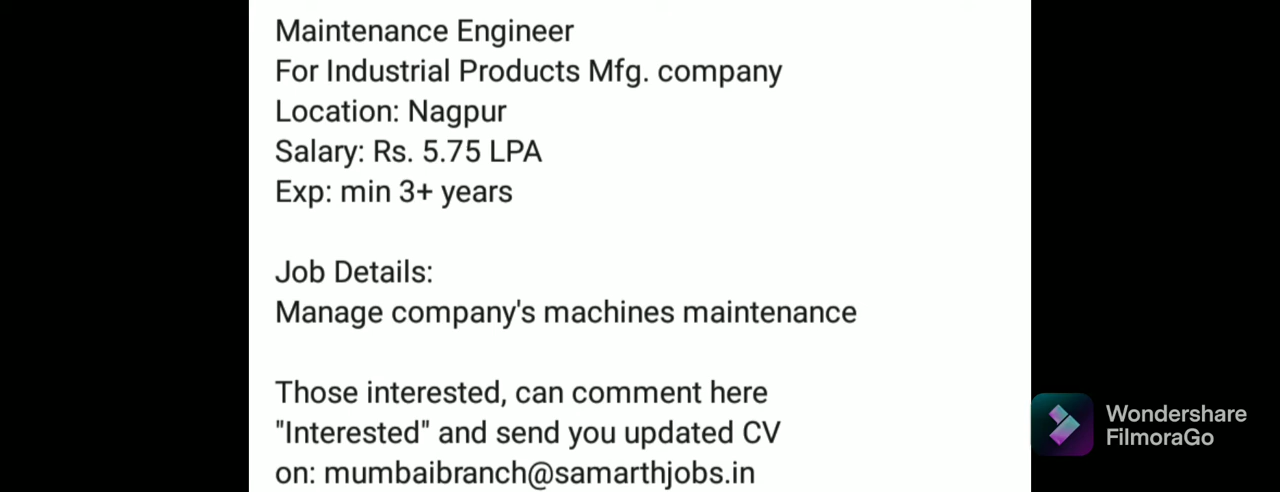 Maintenance Engineer
For Industrial Products Mfg. company
Location: Nagpur
Salary: Rs. 5.75 LPA
Exp: min 3+ years
Job Details:
Manage company's machines maintenance
Those interested, can comment here
"Interested" and send you updated CV
on: mumbaibranch@samarthjobs.in
Wondershare
FilmoraGo